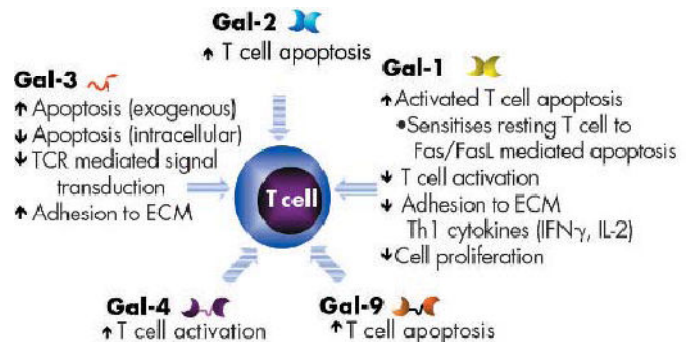 Gal-2
↑ T cell apoptosis
Gal-3
↑ Apoptosis (exogenous)
↓ Apoptosis (intracellular)
↓ TCR mediated signal
transduction
↑ Adhesion to ECM
Gal-1
↑ Activated T cell apoptosis
•Sensitises resting T cell to
Fas/FasL mediated apoptosis
↓ T cell activation
↓ Adhesion to ECM
Th1 cytokines (IFN-γ, IL-2)
↓ Cell proliferation
T cell
Gal-4
↑ T cell activation
Gal-9
↑ T cell apoptosis